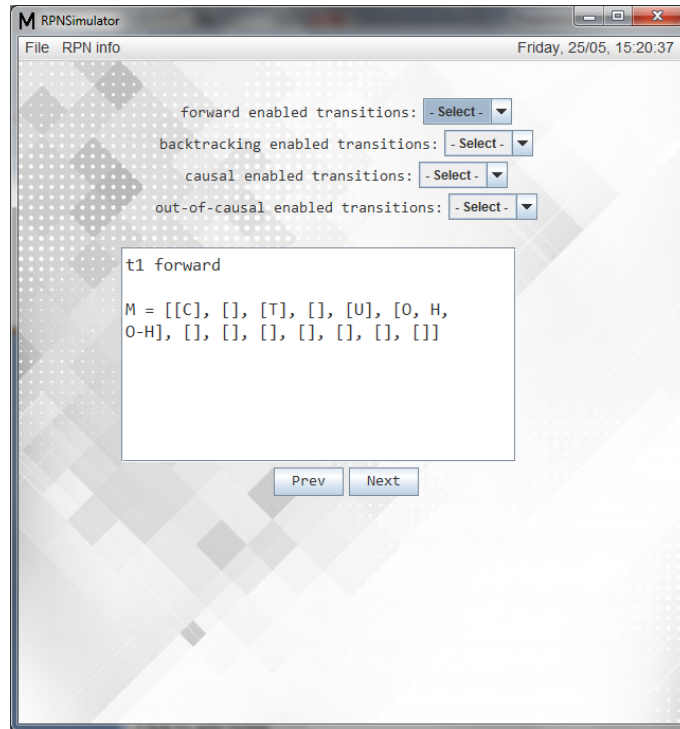 M RPNSimulator
File RPN info Friday, 25/05, 15:20:37
forward enabled transitions: - Select -
backtracking enabled transitions: - Select -
causal enabled transitions: - Select -
out-of-causal enabled transitions: - Select -
t1 forward
M = [[C], [], [T], [], [U], [O, H,
O-H], [], [], [], [], [], [], []]
Prev Next